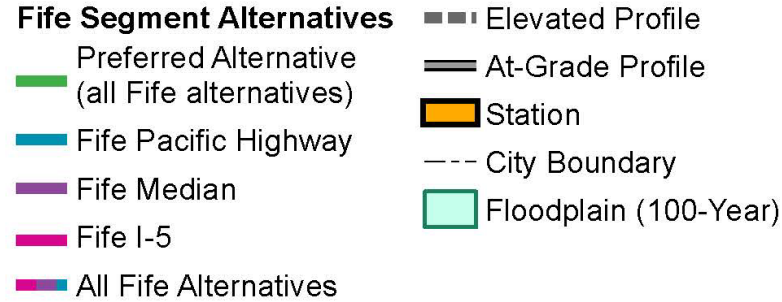 Fife Segment Alternatives
Preferred Alternative
(all Fife alternatives)
Fife Pacific Highway
Fife Median
Fife I-5
All Fife Alternatives
Elevated Profile
At-Grade Profile
Station
City Boundary
Floodplain (100-Year)